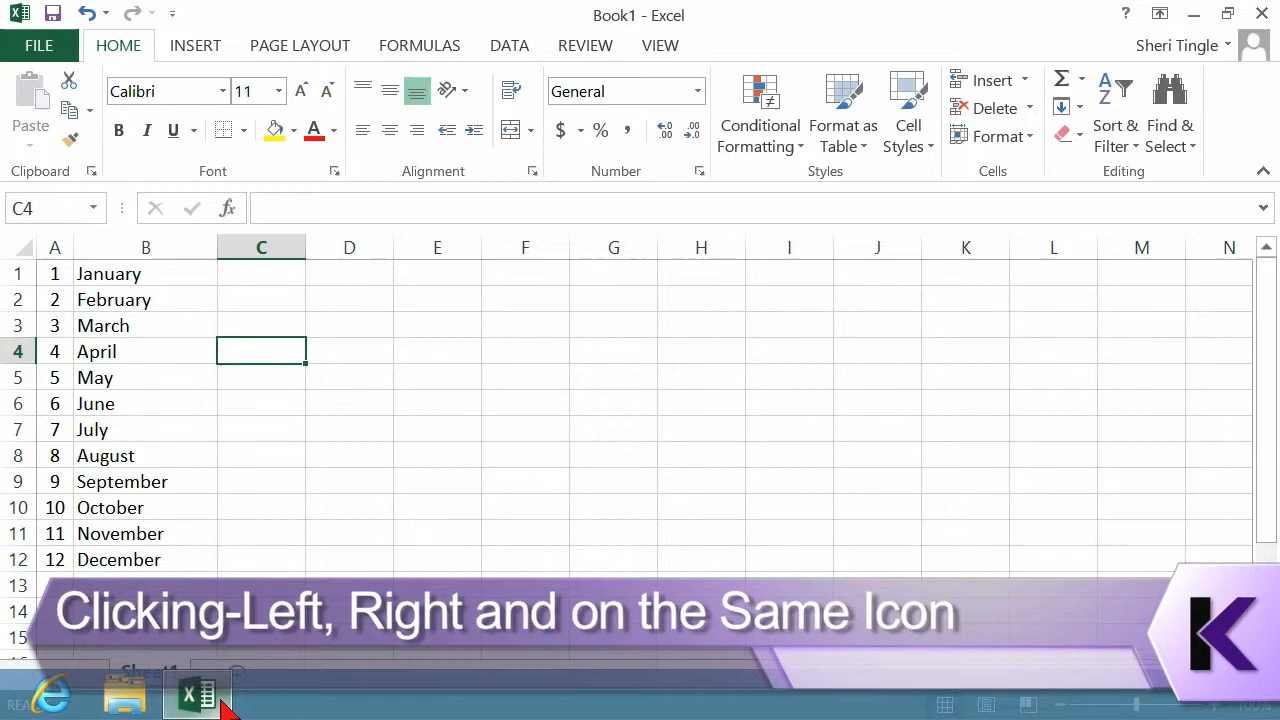 Book1 - Excel
?
Sheri Tingle
FILE HOME INSERT PAGE LAYOUT FORMULAS DATA REVIEW VIEW
Calibri 11 General
Paste
B I U A $ % ,
Conditional Formatting
Format as Table
Cell Styles
Insert
Delete
Format
Sort & Filter
Find & Select
Clipboard Font Alignment Number Styles Cells Editing
C4 fx
A B C D E F G H I J K L M N
1 1 January
2 2 February
3 3 March
4 4 April
5 5 May
6 6 June
7 7 July
8 8 August
9 9 September
10 10 October
11 11 November
12 12 December
13
14
15
Clicking-Left, Right and on the Same Icon
K
Sheet1
100%